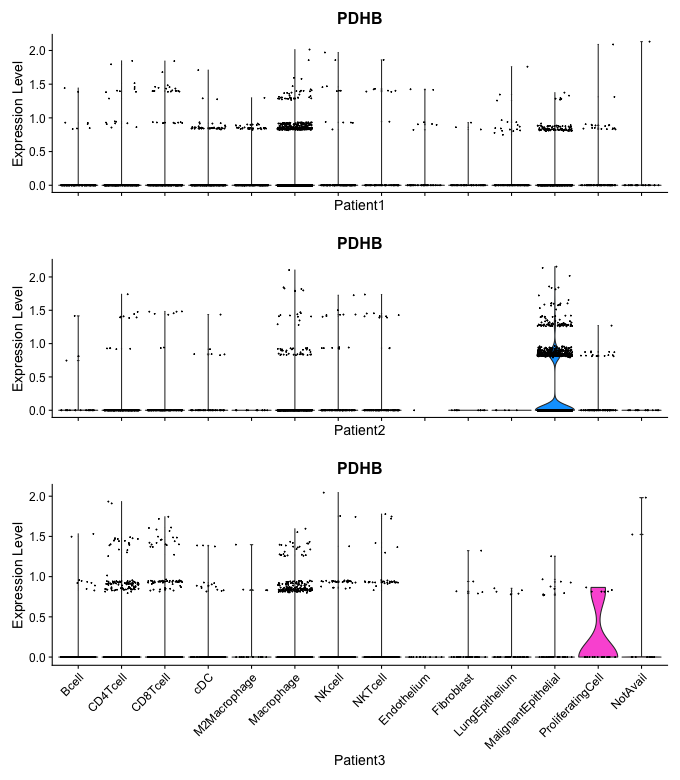 PDHB
2.0
1.5
1.0
0.5
0.0
Expression Level
Patient1
PDHB
2.0
1.5
1.0
0.5
0.0
Expression Level
Patient2
PDHB
2.0
1.5
1.0
0.5
0.0
Expression Level
Bcell
CD4Tcell
CD8Tcell
cDC
M2Macrophage
Macrophage
NKcell
NKTcell
Endothelium
Fibroblast
LungEpithelium
MalignantEpithelial
ProliferatingCell
NotAvail
Patient3